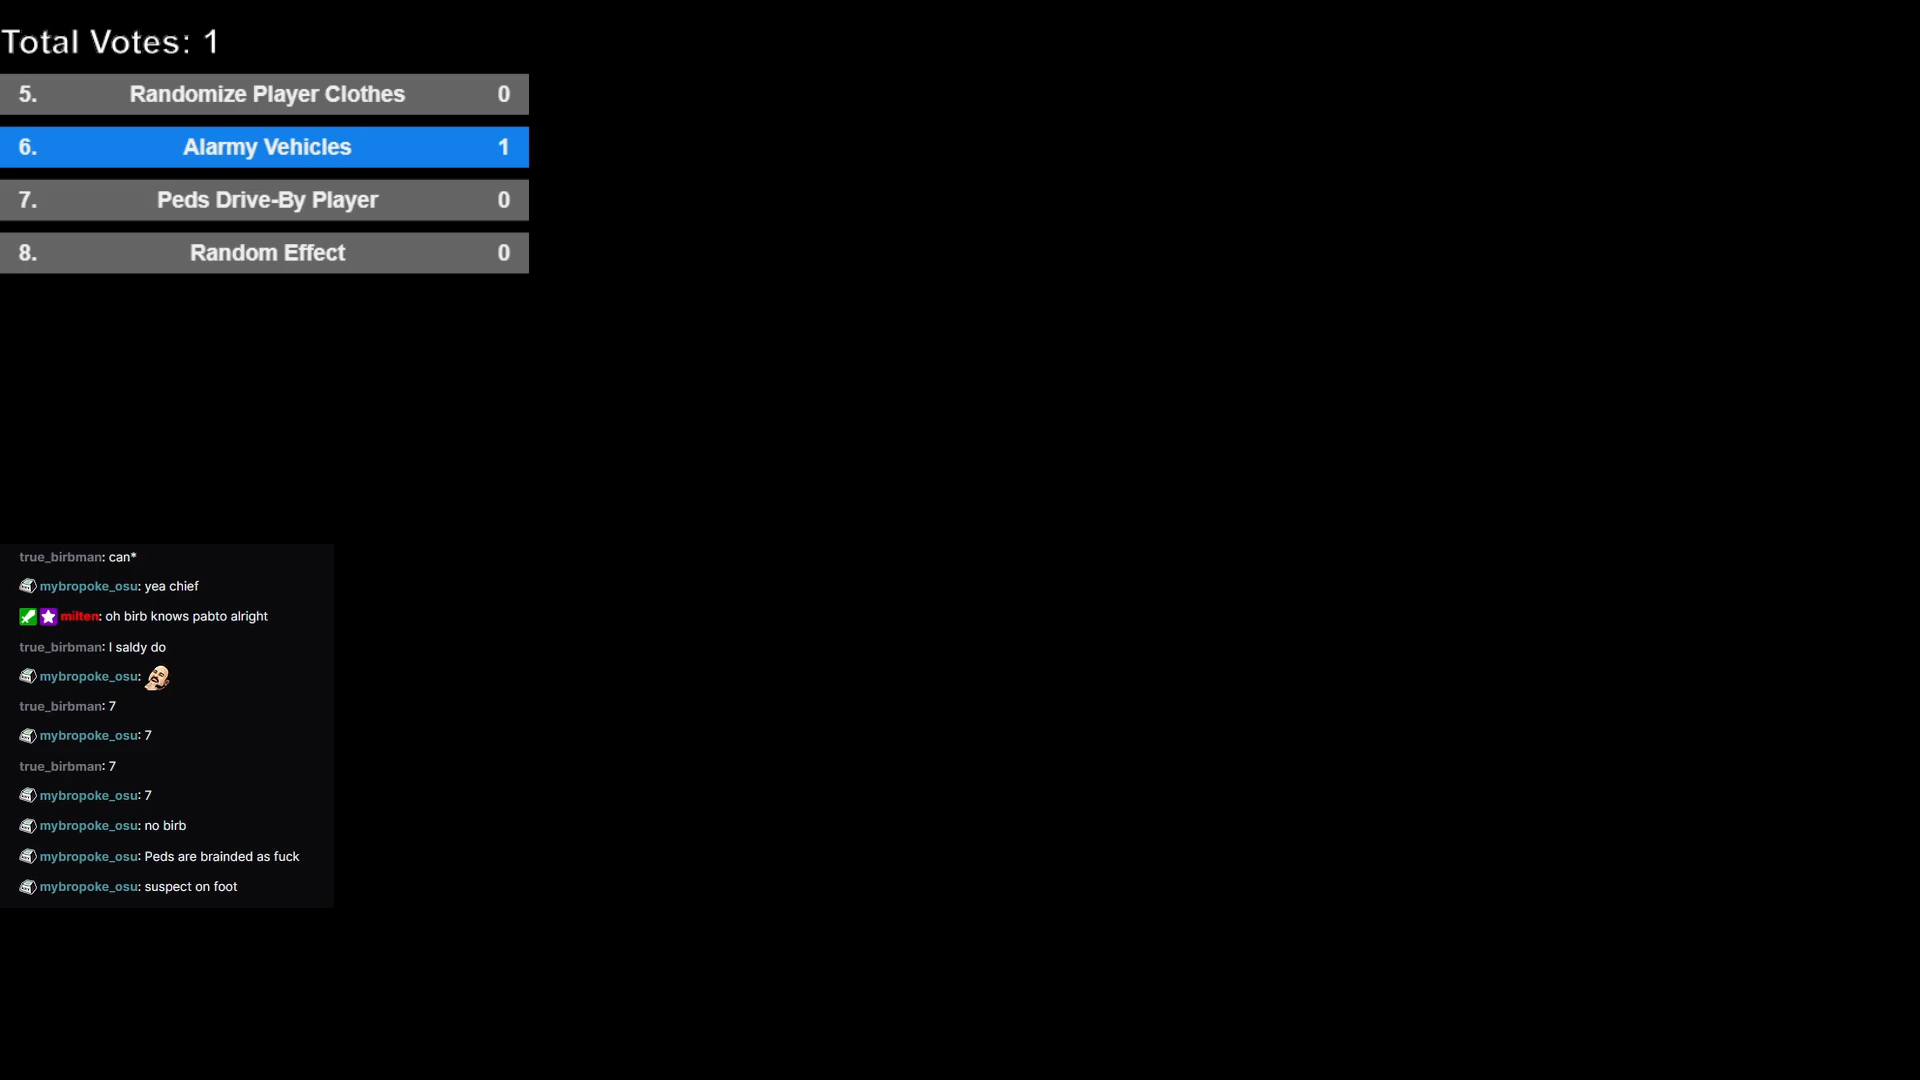 Total Votes: 1
5. Randomize Player Clothes 0
6. Alarmy Vehicles 1
7. Peds Drive-By Player 0
8. Random Effect 0
true_birbman: can*
mybropoke_osu: yea chief
milten: oh birb knows pabto alright
true_birbman: I saldy do
mybropoke_osu:
true_birbman: 7
mybropoke_osu: 7
true_birbman: 7
mybropoke_osu: 7
mybropoke_osu: no birb
mybropoke_osu: Peds are brainded as fuck
mybropoke_osu: suspect on foot